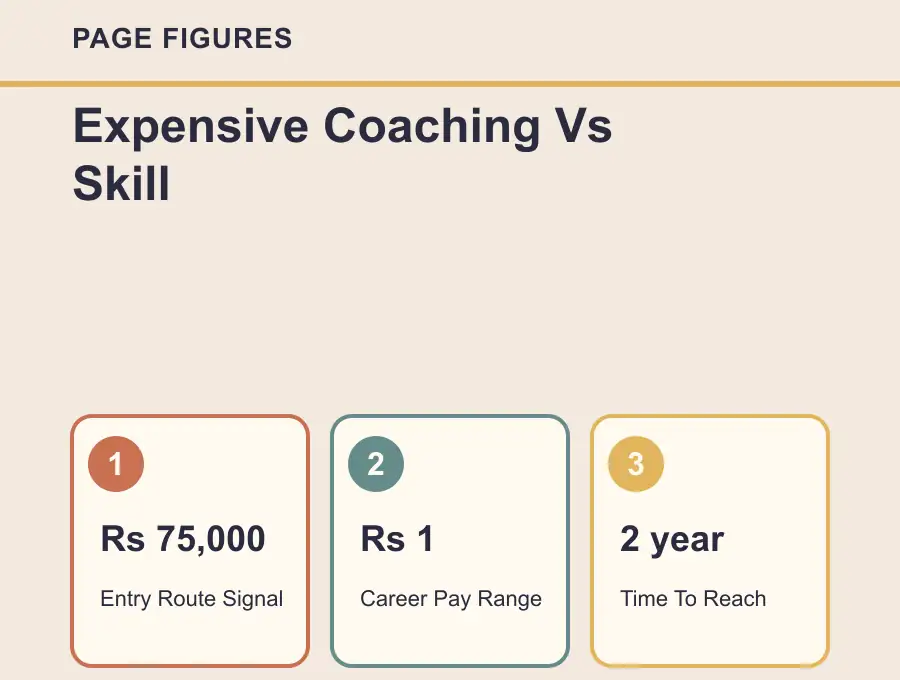 PAGE FIGURES
Expensive Coaching Vs
Skill
1
Rs 75,000
Entry Route Signal
2
Rs 1
Career Pay Range
3
2 year
Time To Reach